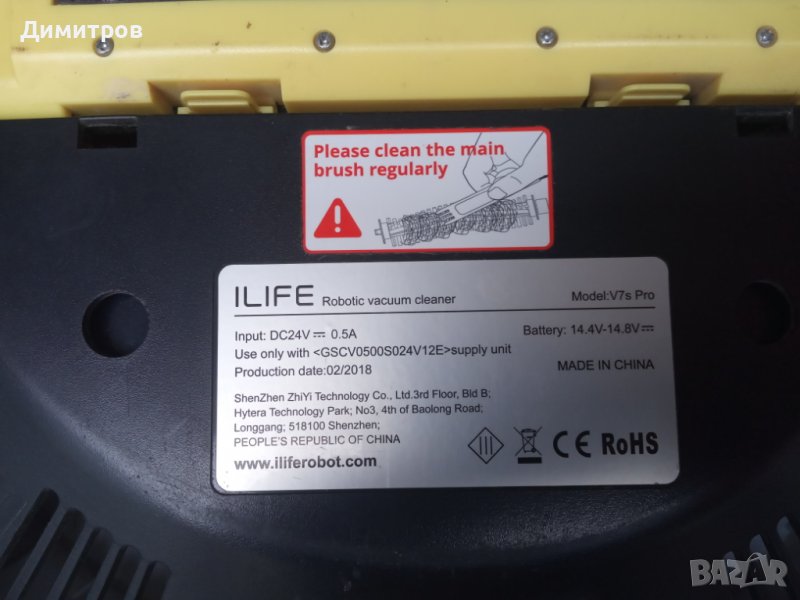 Димитров
Please clean the main
brush regularly
ILIFE Robotic vacuum cleaner Model:V7s Pro
Input: DC24V⎓ 0.5A Battery: 14.4V-14.8V⎓
Use only with <GSCV0500S024V12E>supply unit
Production date:02/2018 MADE IN CHINA
ShenZhen ZhiYi Technology Co., Ltd.3rd Floor, Bld B;
Hytera Technology Park; No3, 4th of Baolong Road;
Longgang; 518100 Shenzhen;
PEOPLE'S REPUBLIC OF CHINA
www.iliferobot.com CE RoHS
BAZAR